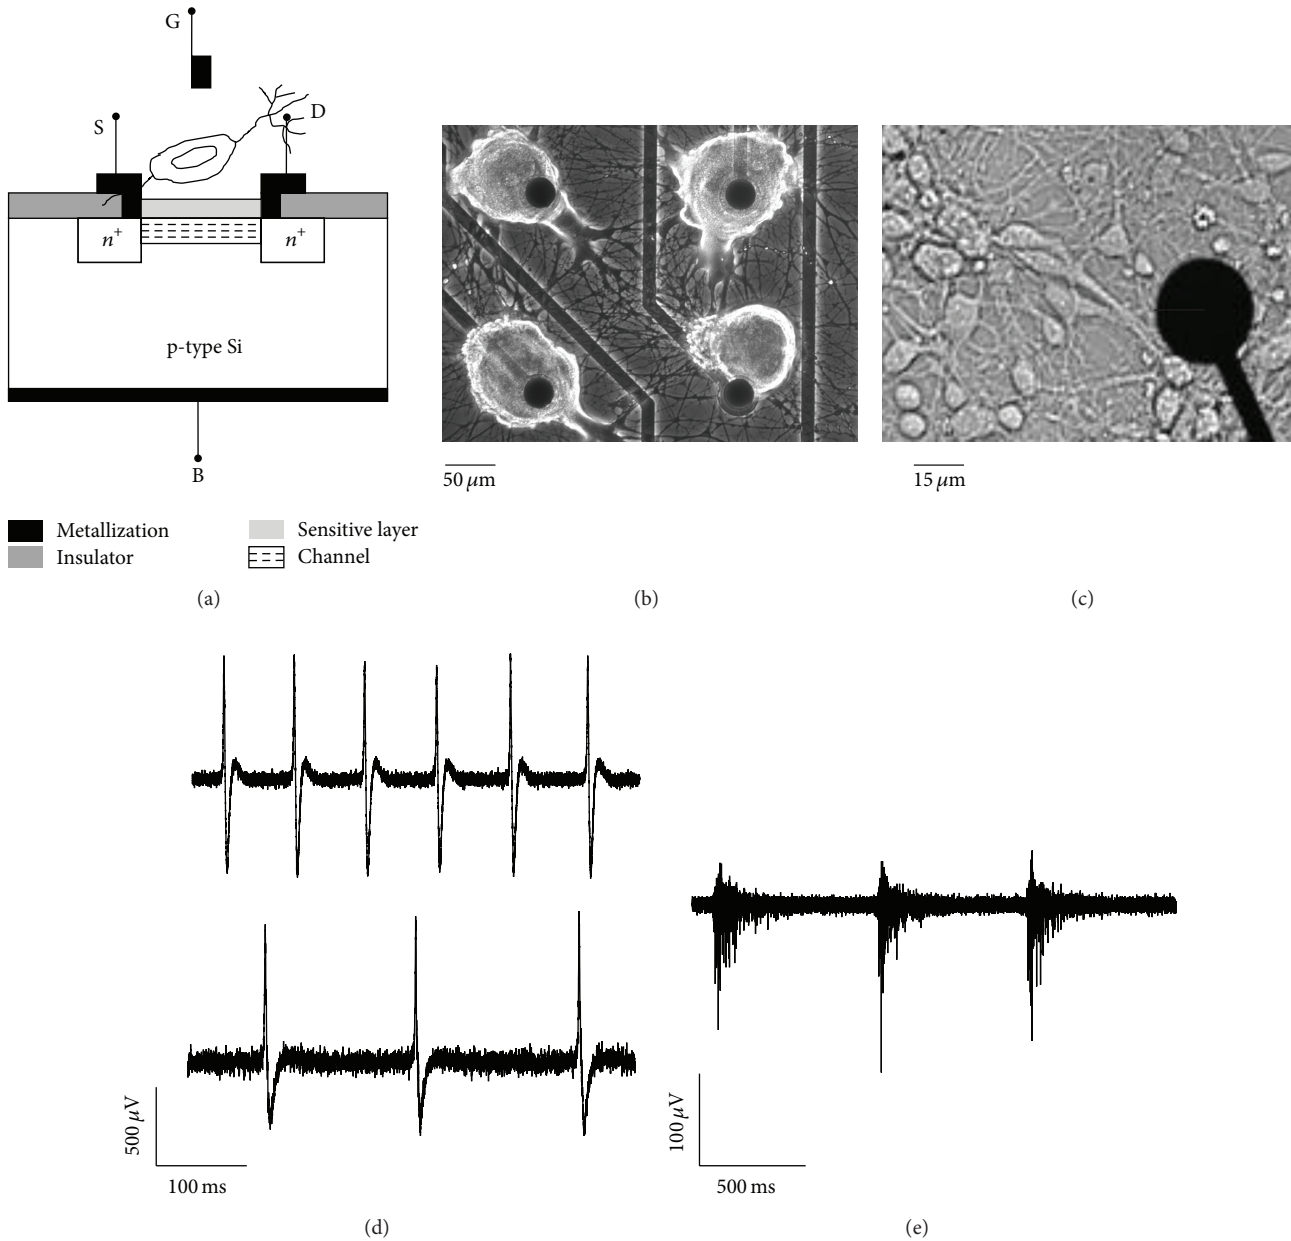 G
S
D
n+
n+
p-type Si
B
Metallization
Insulator
Sensitive layer
Channel
(a)
50 μm
(b)
15 μm
(c)
500 μV
100 ms
(d)
100 μV
500 ms
(e)